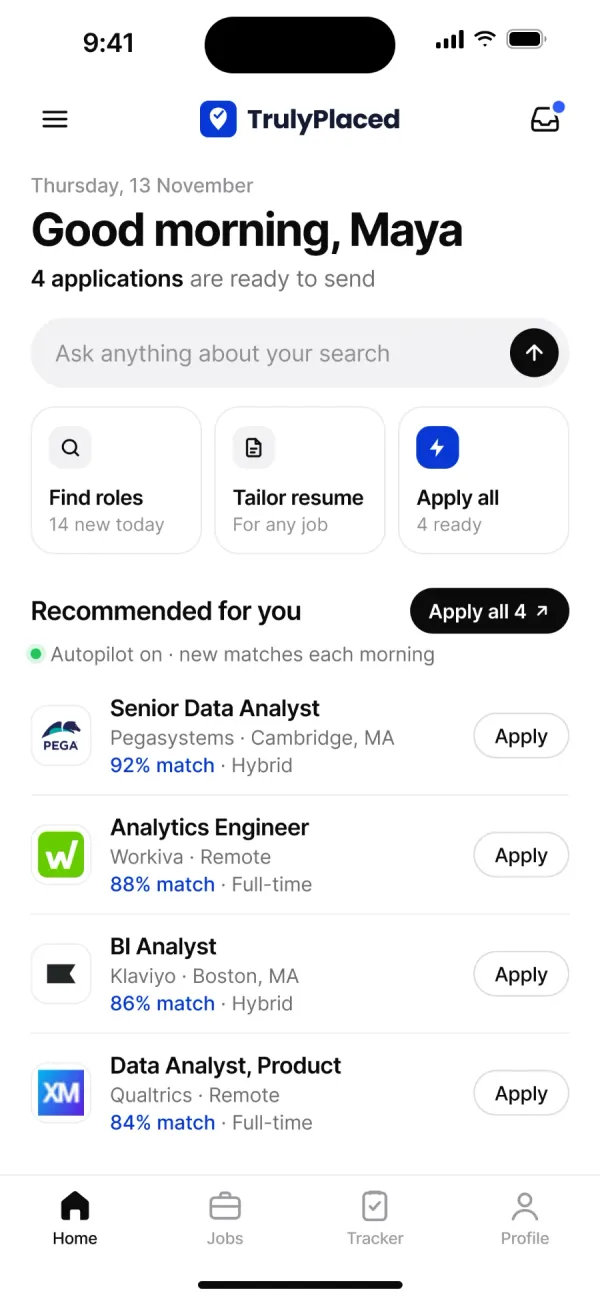 9:41
TrulyPlaced
Thursday, 13 November
Good morning, Maya
4 applications are ready to send
Ask anything about your search
Find roles
14 new today
Tailor resume
For any job
Apply all
4 ready
Recommended for you
Apply all 4
Autopilot on · new matches each morning
PEGA
Senior Data Analyst
Pegasystems · Cambridge, MA
92% match · Hybrid
Apply
W
Analytics Engineer
Workiva · Remote
88% match · Full-time
Apply
BI Analyst
Klaviyo · Boston, MA
86% match · Hybrid
Apply
XM
Data Analyst, Product
Qualtrics · Remote
84% match · Full-time
Apply
Home
Jobs
Tracker
Profile